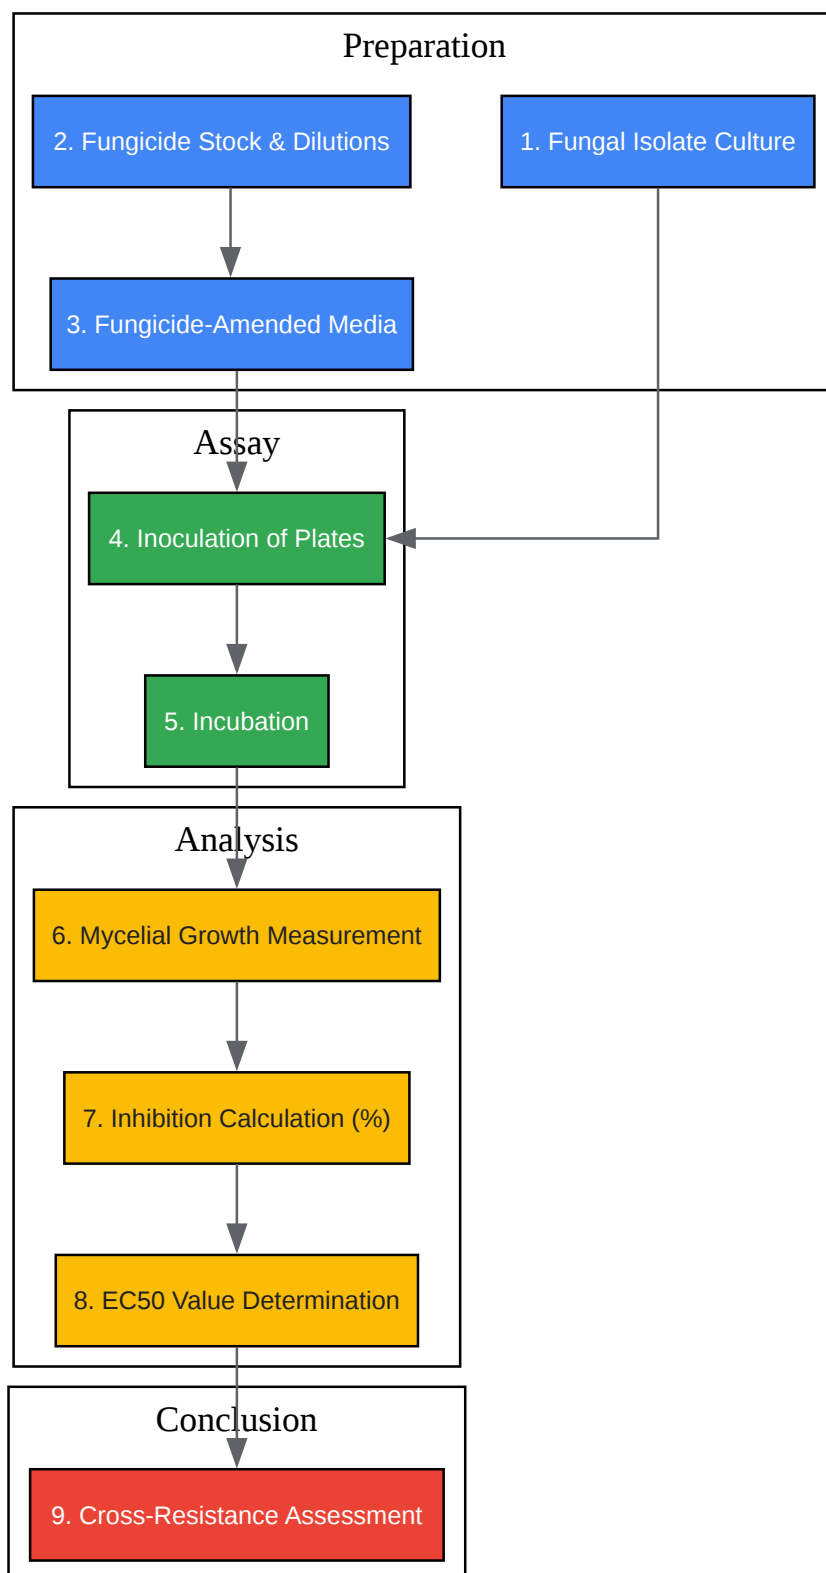 Preparation
2. Fungicide Stock & Dilutions
1. Fungal Isolate Culture
3. Fungicide-Amended Media
Assay
4. Inoculation of Plates
5. Incubation
Analysis
6. Mycelial Growth Measurement
7. Inhibition Calculation (%)
8. EC50 Value Determination
Conclusion
9. Cross-Resistance Assessment